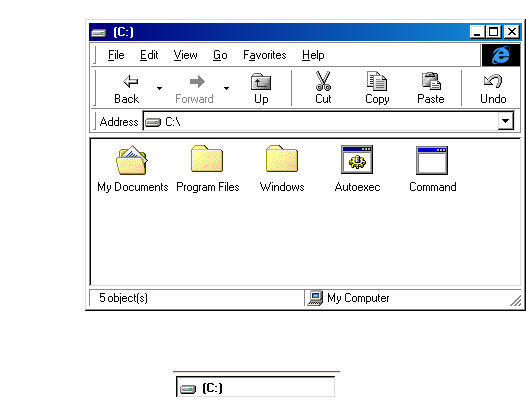 (C:)
File Edit View Go Favorites Help
Back Forward Up Cut Copy Paste Undo
Address C:\
My Documents Program Files Windows Autoexec Command
5 object(s) My Computer
(C:)